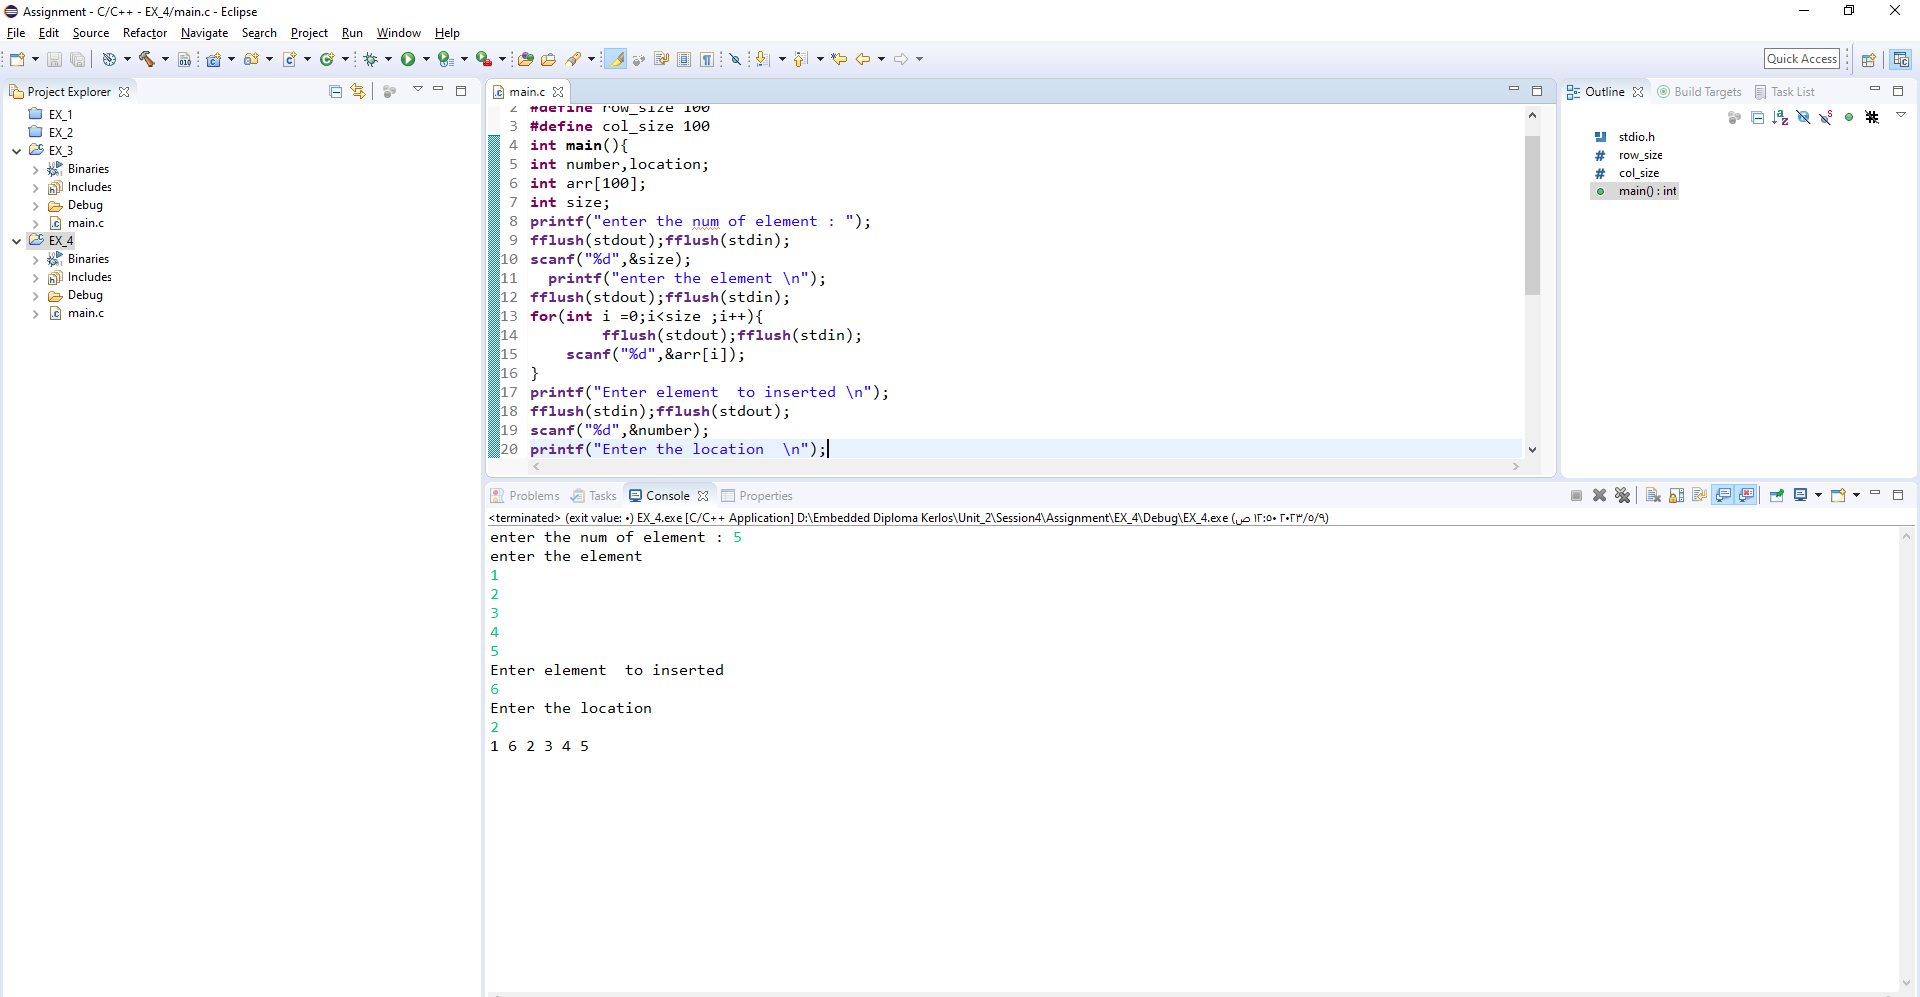 Assignment - C/C++ - EX_4/main.c - Eclipse
File Edit Source Refactor Navigate Search Project Run Window Help
Quick Access
Project Explorer
EX_1
EX_2
EX_3
Binaries
Includes
Debug
main.c
EX_4
Binaries
Includes
Debug
main.c
main.c
2 #define row_size 100
3 #define col_size 100
4 int main(){
5 int number,location;
6 int arr[100];
7 int size;
8 printf("enter the num of element : ");
9 fflush(stdout);fflush(stdin);
10 scanf("%d",&size);
11   printf("enter the element \n");
12 fflush(stdout);fflush(stdin);
13 for(int i =0;i<size ;i++){
14         fflush(stdout);fflush(stdin);
15     scanf("%d",&arr[i]);
16 }
17 printf("Enter element  to inserted \n");
18 fflush(stdin);fflush(stdout);
19 scanf("%d",&number);
20 printf("Enter the location  \n");
Outline Build Targets Task List
stdio.h
row_size
col_size
main() : int
Problems Tasks Console Properties
<terminated> (exit value: ٠) EX_4.exe [C/C++ Application] D:\Embedded Diploma Kerlos\Unit_2\Session4\Assignment\EX_4\Debug\EX_4.exe (٢٠٢٣/٥/٩ ١٢:٥٠ ص)
enter the num of element : 5
enter the element
1
2
3
4
5
Enter element  to inserted
6
Enter the location
2
1 6 2 3 4 5